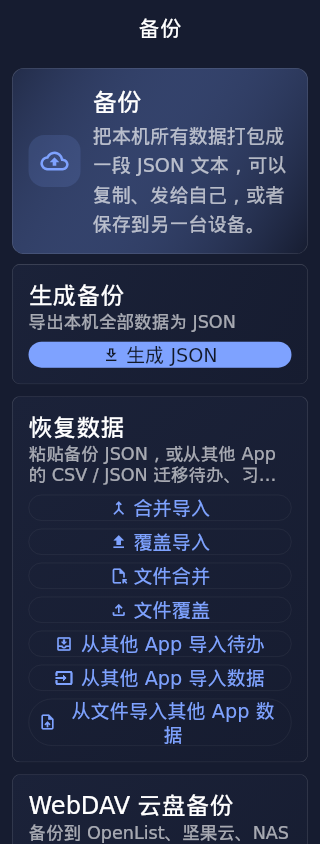 备份
备份
把本机所有数据打包成
一段 JSON 文本，可以
复制、发给自己，或者
保存到另一台设备。
生成备份
导出本机全部数据为 JSON
生成 JSON
恢复数据
粘贴备份 JSON，或从其他 App
的 CSV / JSON 迁移待办、习...
合并导入
覆盖导入
文件合并
文件覆盖
从其他 App 导入待办
从其他 App 导入数据
从文件导入其他 App 数
据
WebDAV 云盘备份
备份到 OpenList、坚果云、NAS